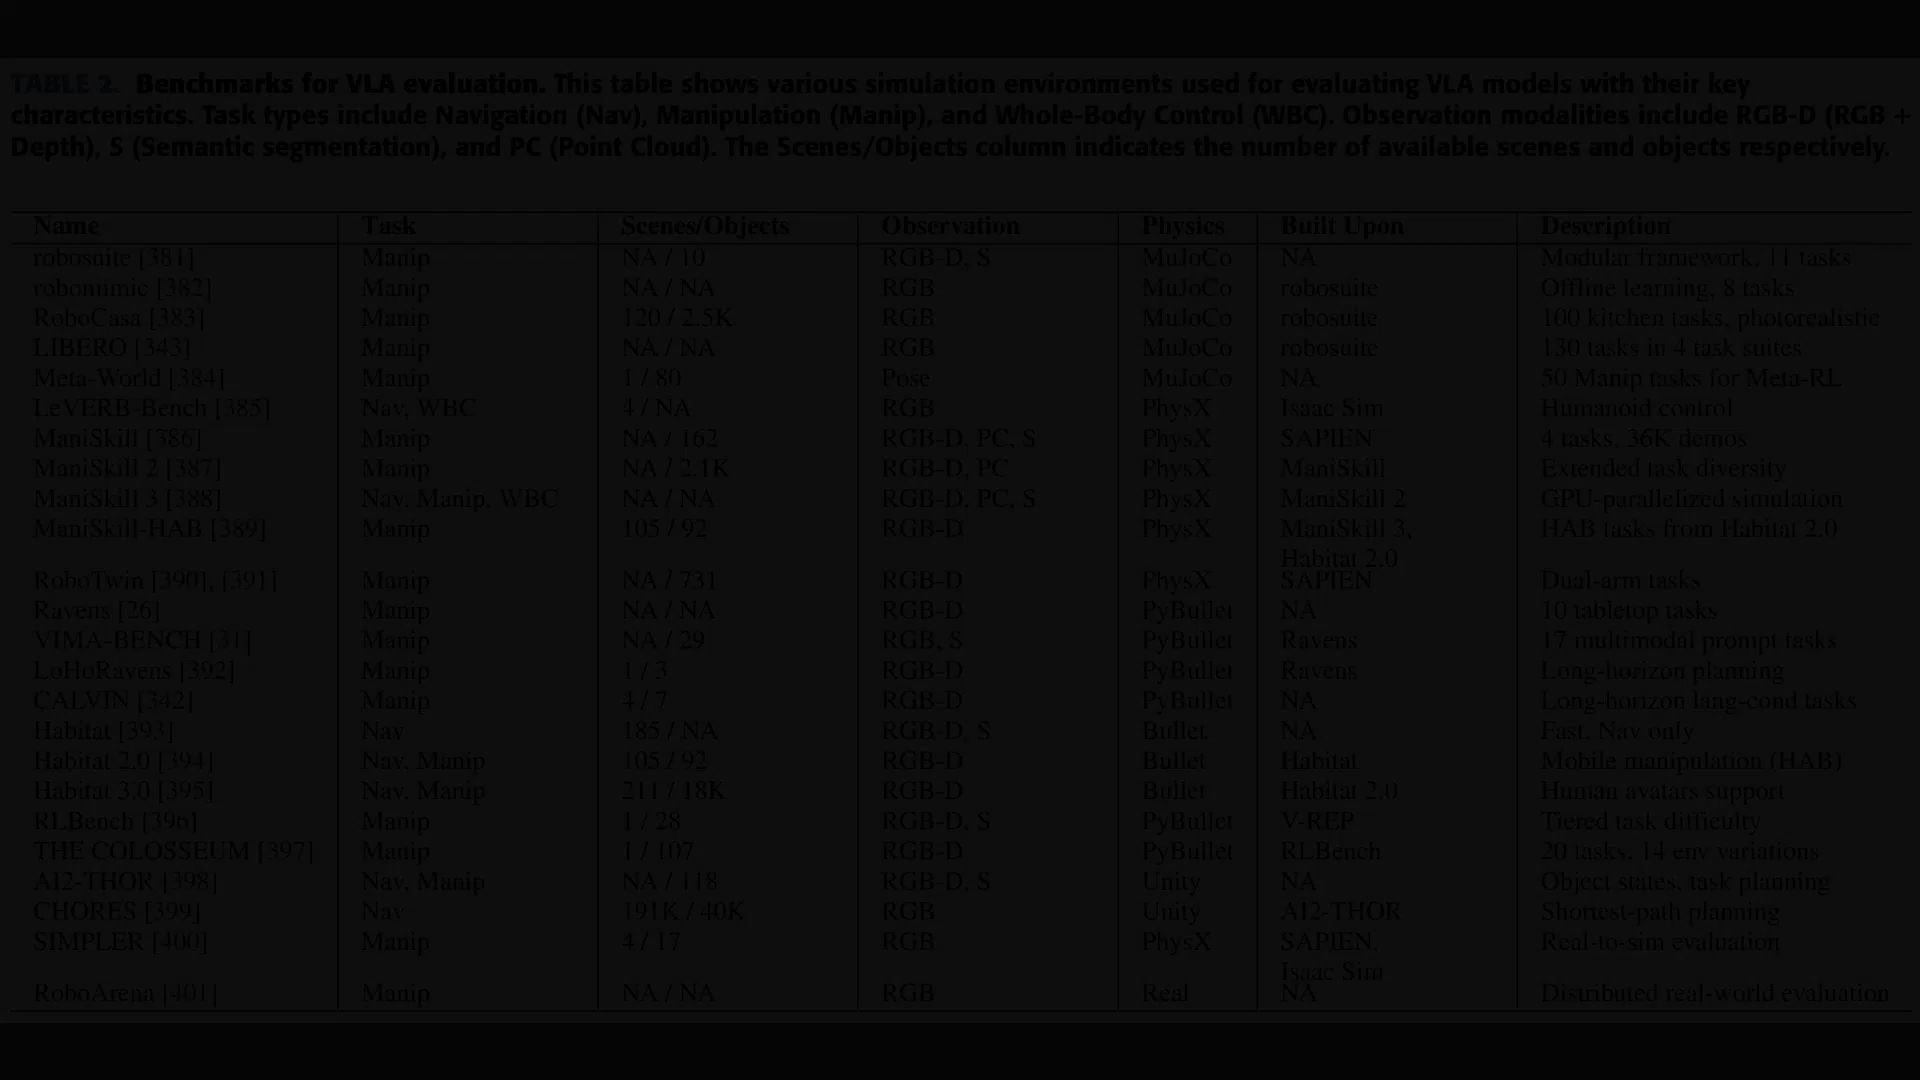 TABLE 2. Benchmarks for VLA evaluation. This table shows various simulation environments used for evaluating VLA models with their key
characteristics. Task types include Navigation (Nav), Manipulation (Manip), and Whole-Body Control (WBC). Observation modalities include RGB-D (RGB +
Depth), S (Semantic segmentation), and PC (Point Cloud). The Scenes/Objects column indicates the number of available scenes and objects respectively.
Name Task Scenes/Objects Observation Physics Built Upon Description
robosuite [381] Manip NA / 10 RGB-D, S MuJoCo NA Modular framework, 11 tasks
robomimic [382] Manip NA / NA RGB MuJoCo robosuite Offline learning, 8 tasks
RoboCasa [383] Manip 120 / 2.5K RGB MuJoCo robosuite 100 kitchen tasks, photorealistic
LIBERO [343] Manip NA / NA RGB MuJoCo robosuite 130 tasks in 4 task suites
Meta-World [384] Manip 1 / 80 Pose MuJoCo NA 50 Manip tasks for Meta-RL
LeVERB-Bench [385] Nav, WBC 4 / NA RGB PhysX Isaac Sim Humanoid control
ManiSkill [386] Manip NA / 162 RGB-D, PC, S PhysX SAPIEN 4 tasks, 36K demos
ManiSkill 2 [387] Manip NA / 2.1K RGB-D, PC PhysX ManiSkill Extended task diversity
ManiSkill 3 [388] Nav, Manip, WBC NA / NA RGB-D, PC, S PhysX ManiSkill 2 GPU-parallelized simulation
ManiSkill-HAB [389] Manip 105 / 92 RGB-D PhysX ManiSkill 3, HAB tasks from Habitat 2.0
Habitat 2.0
RoboTwin [390], [391] Manip NA / 731 RGB-D PhysX SAPIEN Dual-arm tasks
Ravens [26] Manip NA / NA RGB-D PyBullet NA 10 tabletop tasks
VIMA-BENCH [31] Manip NA / 29 RGB, S PyBullet Ravens 17 multimodal prompt tasks
LoHoRavens [392] Manip 1 / 3 RGB-D PyBullet Ravens Long-horizon planning
CALVIN [342] Manip 4 / 7 RGB-D PyBullet NA Long-horizon lang-cond tasks
Habitat [393] Nav 185 / NA RGB-D, S Bullet NA Fast, Nav only
Habitat 2.0 [394] Nav, Manip 105 / 92 RGB-D Bullet Habitat Mobile manipulation (HAB)
Habitat 3.0 [395] Nav, Manip 211 / 18K RGB-D Bullet Habitat 2.0 Human avatars support
RLBench [396] Manip 1 / 28 RGB-D, S PyBullet V-REP Tiered task difficulty
THE COLOSSEUM [397] Manip 1 / 107 RGB-D PyBullet RLBench 20 tasks, 14 env variations
AI2-THOR [398] Nav, Manip NA / 118 RGB-D, S Unity NA Object states, task planning
CHORES [399] Nav 191K / 40K RGB Unity AI2-THOR Shortest-path planning
SIMPLER [400] Manip 4 / 17 RGB PhysX SAPIEN, Real-to-sim evaluation
Isaac Sim
RoboArena [401] Manip NA / NA RGB Real NA Distributed real-world evaluation